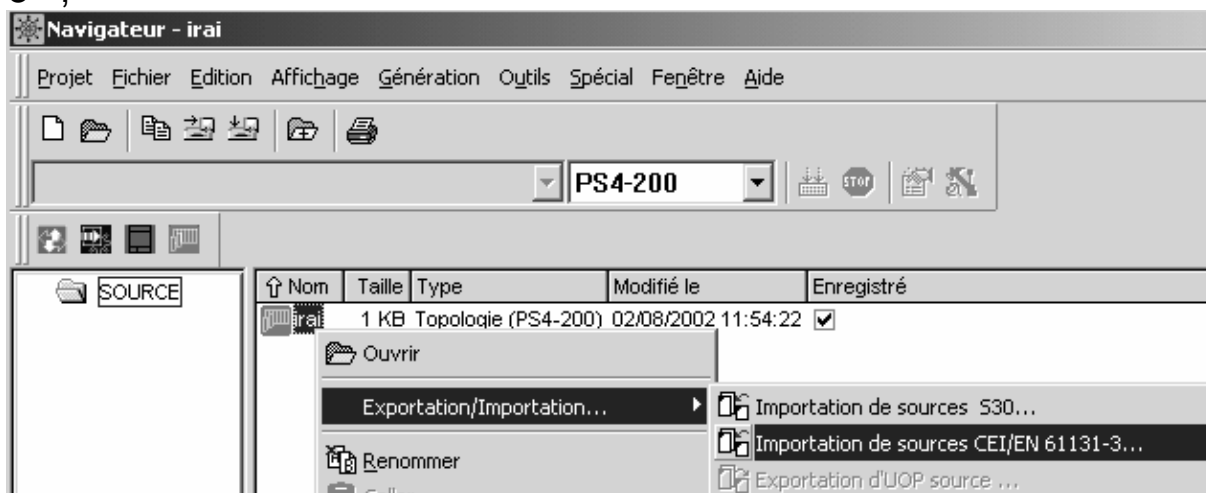 Navigateur - irai
Projet Fichier Edition Affichage Génération Outils Spécial Fenêtre Aide
PS4-200
STOP
SOURCE
Nom Taille Type Modifié le Enregistré
irai 1 KB Topologie (PS4-200) 02/08/2002 11:54:22
Ouvrir
Exportation/Importation...
Importation de sources S30...
Importation de sources CEI/EN 61131-3...
Renommer
Exportation d'UOP source ...